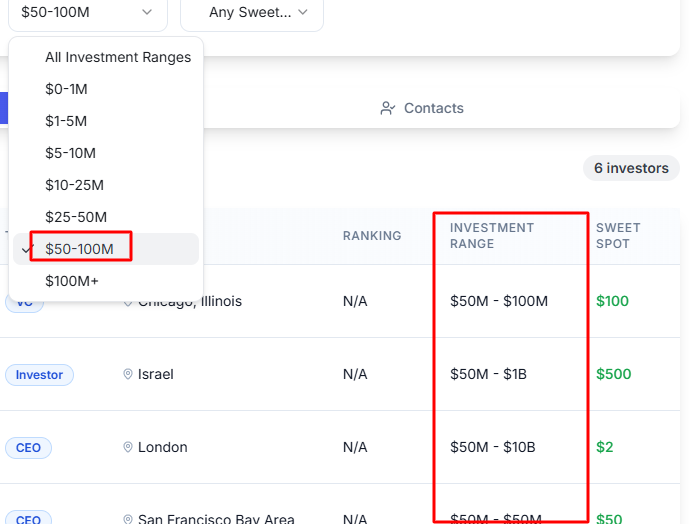 $50-100M
Any Sweet...
All Investment Ranges
$0-1M
$1-5M
$5-10M
$10-25M
$25-50M
$50-100M
$100M+
Contacts
6 investors
RANKING
INVESTMENT
RANGE
SWEET
SPOT
VC
Chicago, Illinois
N/A
$50M - $100M
$100
Investor
Israel
N/A
$50M - $1B
$500
CEO
London
N/A
$50M - $10B
$2
CEO
San Francisco Bay Area
N/A
$50M - $50M
$50